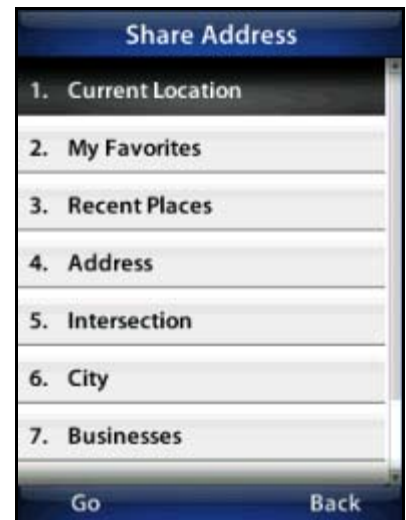 Share Address
1. Current Location
2. My Favorites
3. Recent Places
4. Address
5. Intersection
6. City
7. Businesses
Go Back